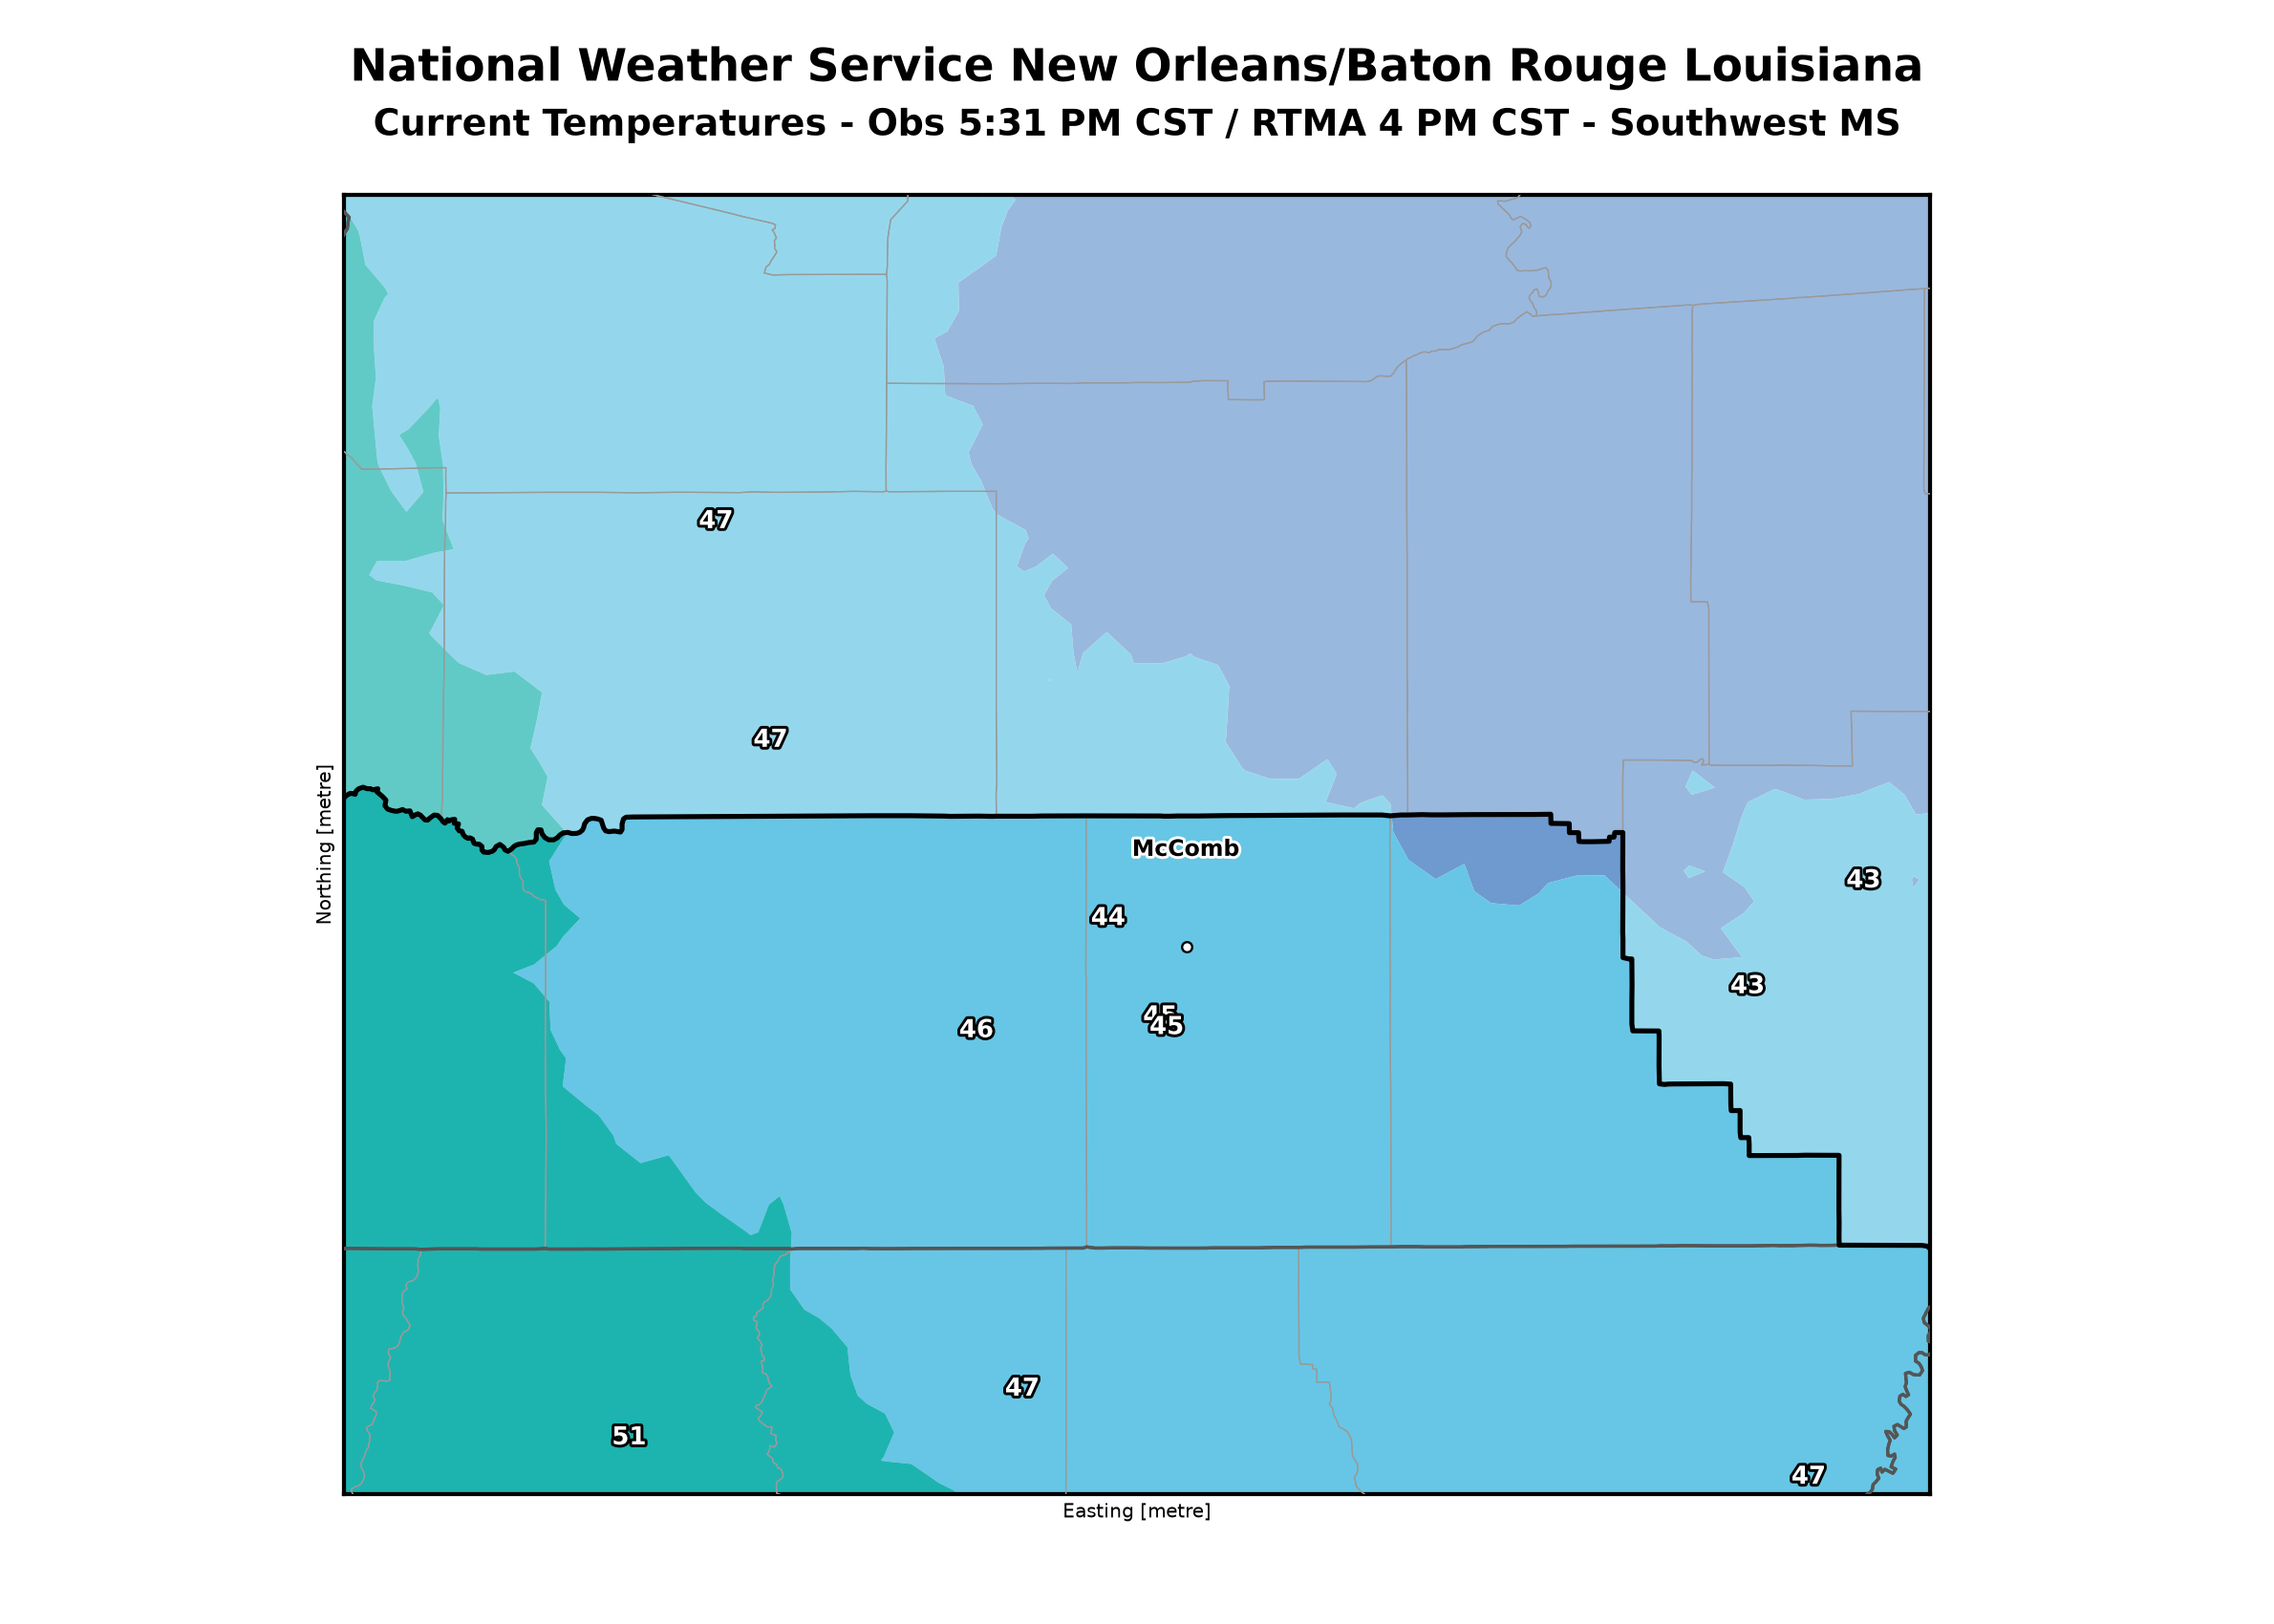 National Weather Service New Orleans/Baton Rouge Louisiana
Current Temperatures - Obs 5:31 PM CST / RTMA 4 PM CST - Southwest MS
47
47
McComb
43
44
43
45
45
46
47
51
47
Northing [metre]
Easting [metre]